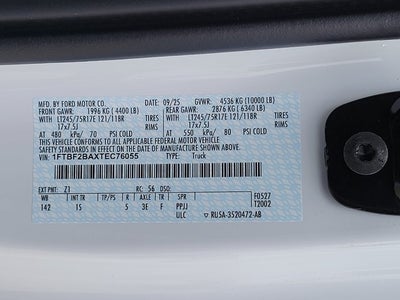 MFD. BY FORD MOTOR CO.
DATE: 09/25 GVWR: 4536 KG (10000 LB)
FRONT GAWR: 1996 KG (4400 LB) REAR GAWR: 2876 KG (6340 LB)
LT245/75R17E 121/118R TIRES LT245/75R17E 121/118R TIRES
17x7.5J RIMS 17x7.5J RIMS
AT 480 kPa/ 70 PSI COLD AT 550 kPa/ 80 PSI COLD
THIS VEHICLE CONFORMS TO ALL APPLICABLE FEDERAL MOTOR
VEHICLE SAFETY STANDARDS IN EFFECT ON THE DATE OF MANUFACTURE SHOWN ABOVE.
VIN: 1FTBF2BAXTEC76055 TYPE: Truck
EXT PNT: Z1 RC: 56 DSO: F0527
WB INT TR TP/PS R AXLE TR SPR T2002
142 15 5 3E F PPJJ
ULC RUSA-3520472-AB